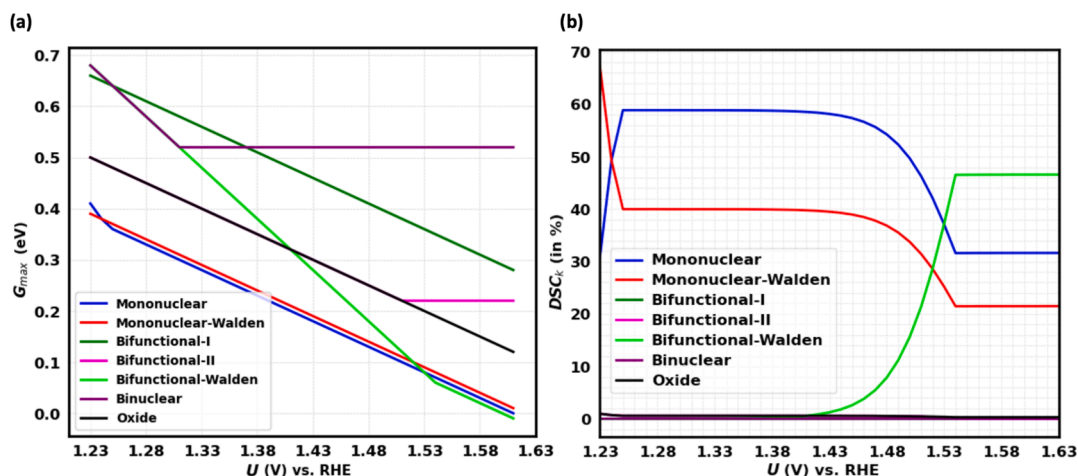 (a)
0.7
0.6
0.5
0.4
0.3
0.2
0.1
0.0
G_max (eV)
Mononuclear
Mononuclear-Walden
Bifunctional-I
Bifunctional-II
Bifunctional-Walden
Binuclear
Oxide
1.23 1.28 1.33 1.38 1.43 1.48 1.53 1.58 1.63
U (V) vs. RHE
(b)
70
60
50
40
30
20
10
0
DSC_k (in %)
Mononuclear
Mononuclear-Walden
Bifunctional-I
Bifunctional-II
Bifunctional-Walden
Binuclear
Oxide
1.23 1.28 1.33 1.38 1.43 1.48 1.53 1.58 1.63
U (V) vs. RHE